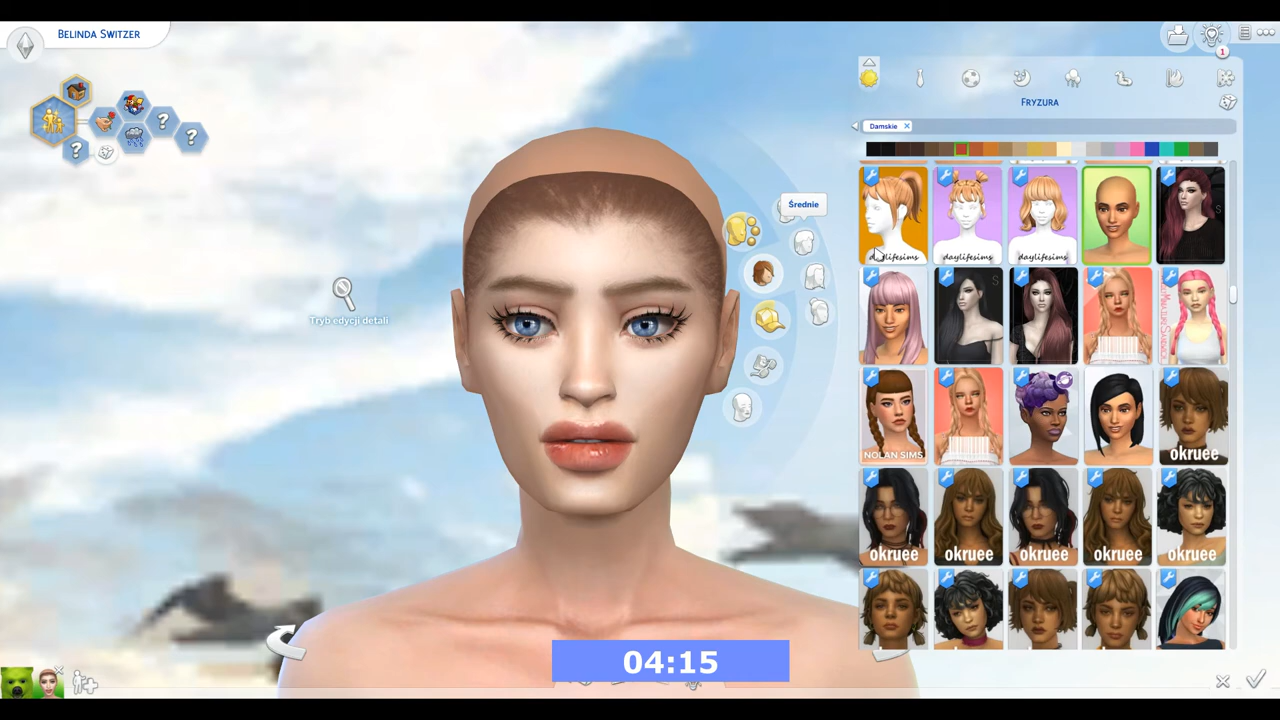 BELINDA SWITZER
1
FRYZURA
Damskie ✕
Średnie
Tryb edycji detali
daylifesims
daylifesims
S
S
NOLAN SIMS
okruee
okruee
okruee
okruee
okruee
okruee
04:15